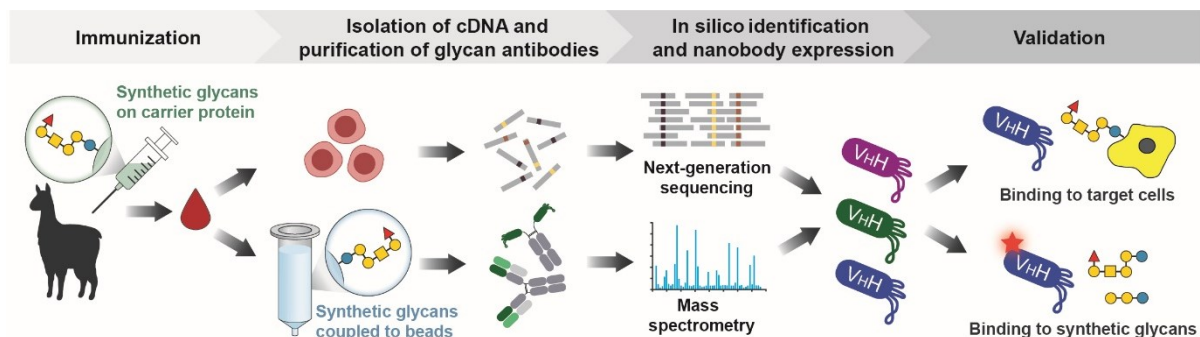 Immunization
Isolation of cDNA and
purification of glycan antibodies
In silico identification
and nanobody expression
Validation
Synthetic glycans
on carrier protein
Synthetic glycans
coupled to beads
Next-generation
sequencing
Mass
spectrometry
VHH
VHH
VHH
VHH
Binding to target cells
VHH
Binding to synthetic glycans